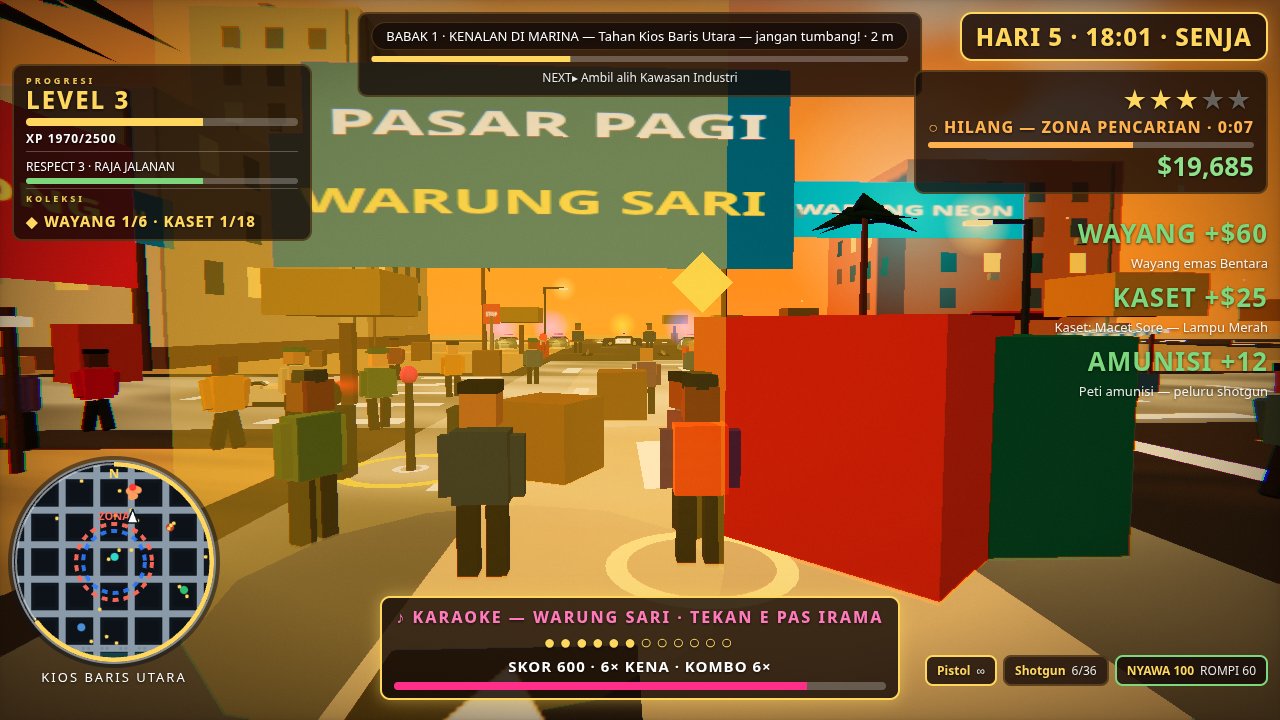 BABAK 1 · KENALAN DI MARINA — Tahan Kios Baris Utara — jangan tumbang! · 2 m
NEXT▸ Ambil alih Kawasan Industri
HARI 5 · 18:01 · SENJA
PROGRESI
LEVEL 3
XP 1970/2500
RESPECT 3 · RAJA JALANAN
KOLEKSI
◆ WAYANG 1/6 · KASET 1/18
★★★★★
○ HILANG — ZONA PENCARIAN · 0:07
$19,685
PASAR PAGI
WARUNG SARI
WARUNG NEON
WAYANG +$60
Wayang emas Bentara
KASET +$25
Kaset: Macet Sore — Lampu Merah
AMUNISI +12
Peti amunisi — peluru shotgun
N
ZONA
KIOS BARIS UTARA
♪ KARAOKE — WARUNG SARI · TEKAN E PAS IRAMA
SKOR 600 · 6× KENA · KOMBO 6×
Pistol ∞
Shotgun 6/36
NYAWA 100 ROMPI 60